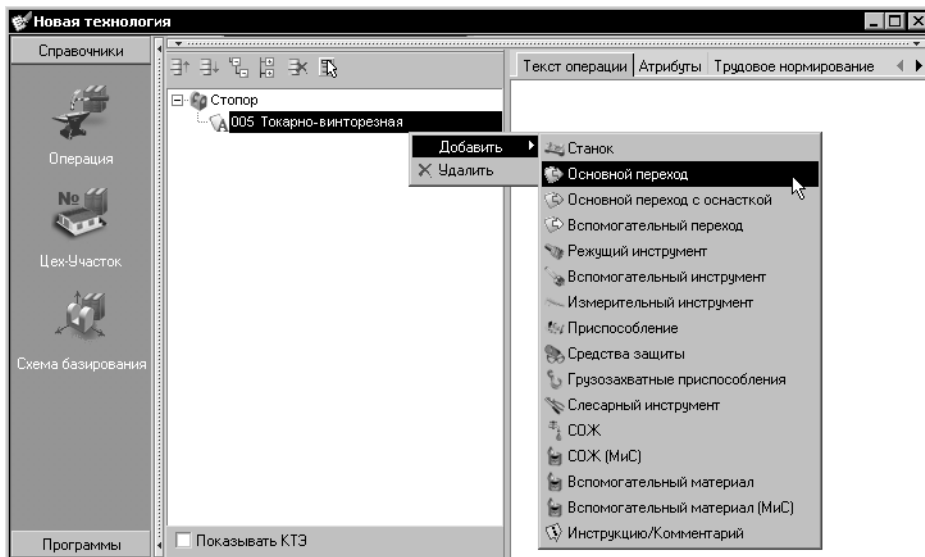 Новая технология
Справочники
Операция
Цех-Участок
Схема базирования
Программы
Стопор
005 Токарно-винторезная
Показывать КТЭ
Текст операции Атрибуты Трудовое нормирование
Добавить
Удалить
Станок
Основной переход
Основной переход с оснасткой
Вспомогательный переход
Режущий инструмент
Вспомогательный инструмент
Измерительный инструмент
Приспособление
Средства защиты
Грузозахватные приспособления
Слесарный инструмент
СОЖ
СОЖ (МиС)
Вспомогательный материал
Вспомогательный материал (МиС)
Инструкцию/Комментарий